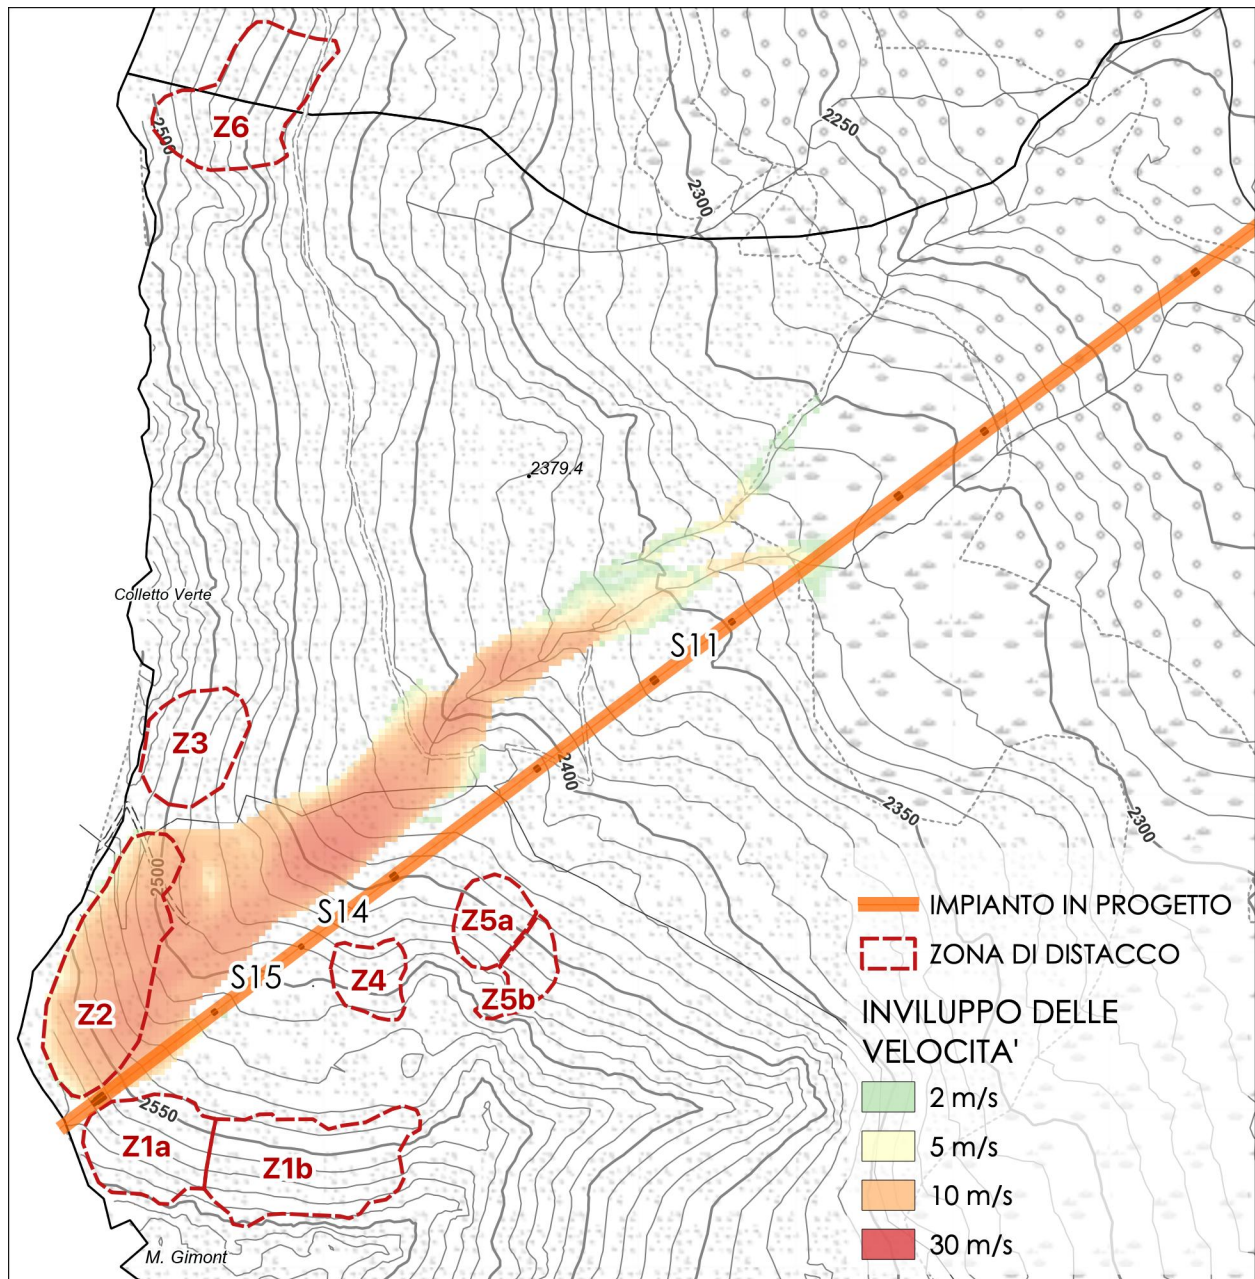 Z6
2500
2250
2300
2379.4
Colletto Verte
S11
Z3
2400
2350
2300
2500
S14
Z5a
IMPIANTO IN PROGETTO
S15
Z4
ZONA DI DISTACCO
Z2
Z5b
INVILUPPO DELLE
VELOCITA'
2 m/s
2550
Z1a
Z1b
5 m/s
10 m/s
30 m/s
M. Gimont